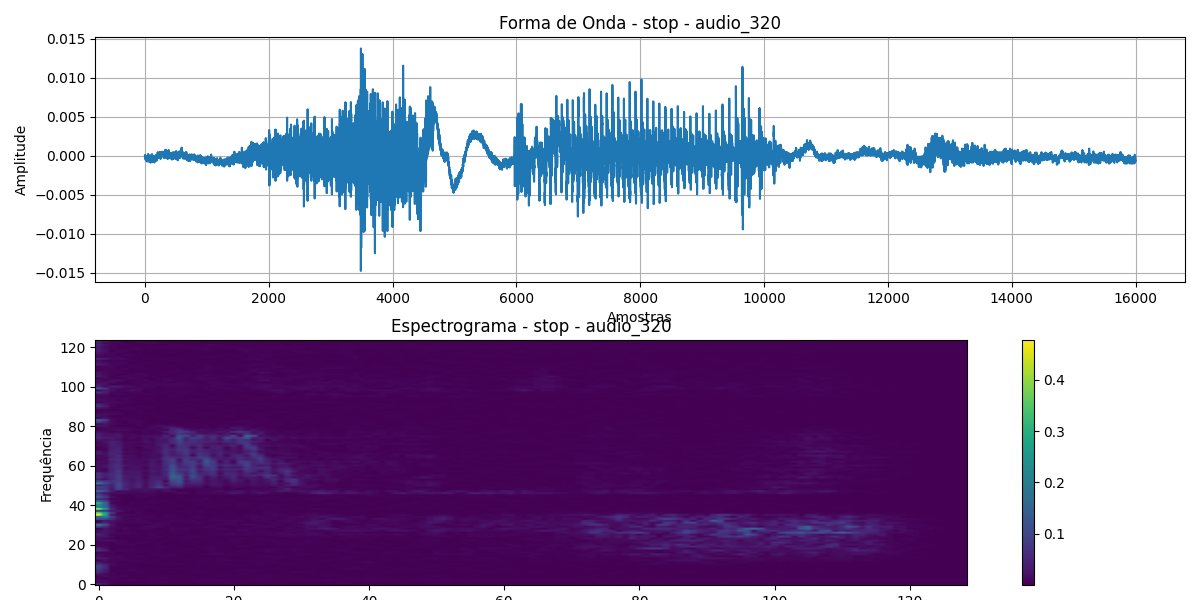 Forma de Onda - stop - audio_320
0.015
0.010
0.005
0.000
−0.005
−0.010
−0.015
Amplitude
0 2000 4000 6000 8000 10000 12000 14000 16000
Amostras
Espectrograma - stop - audio_320
120
100
80
60
40
20
0
Frequência
0.4
0.3
0.2
0.1
0 20 40 60 80 100 120